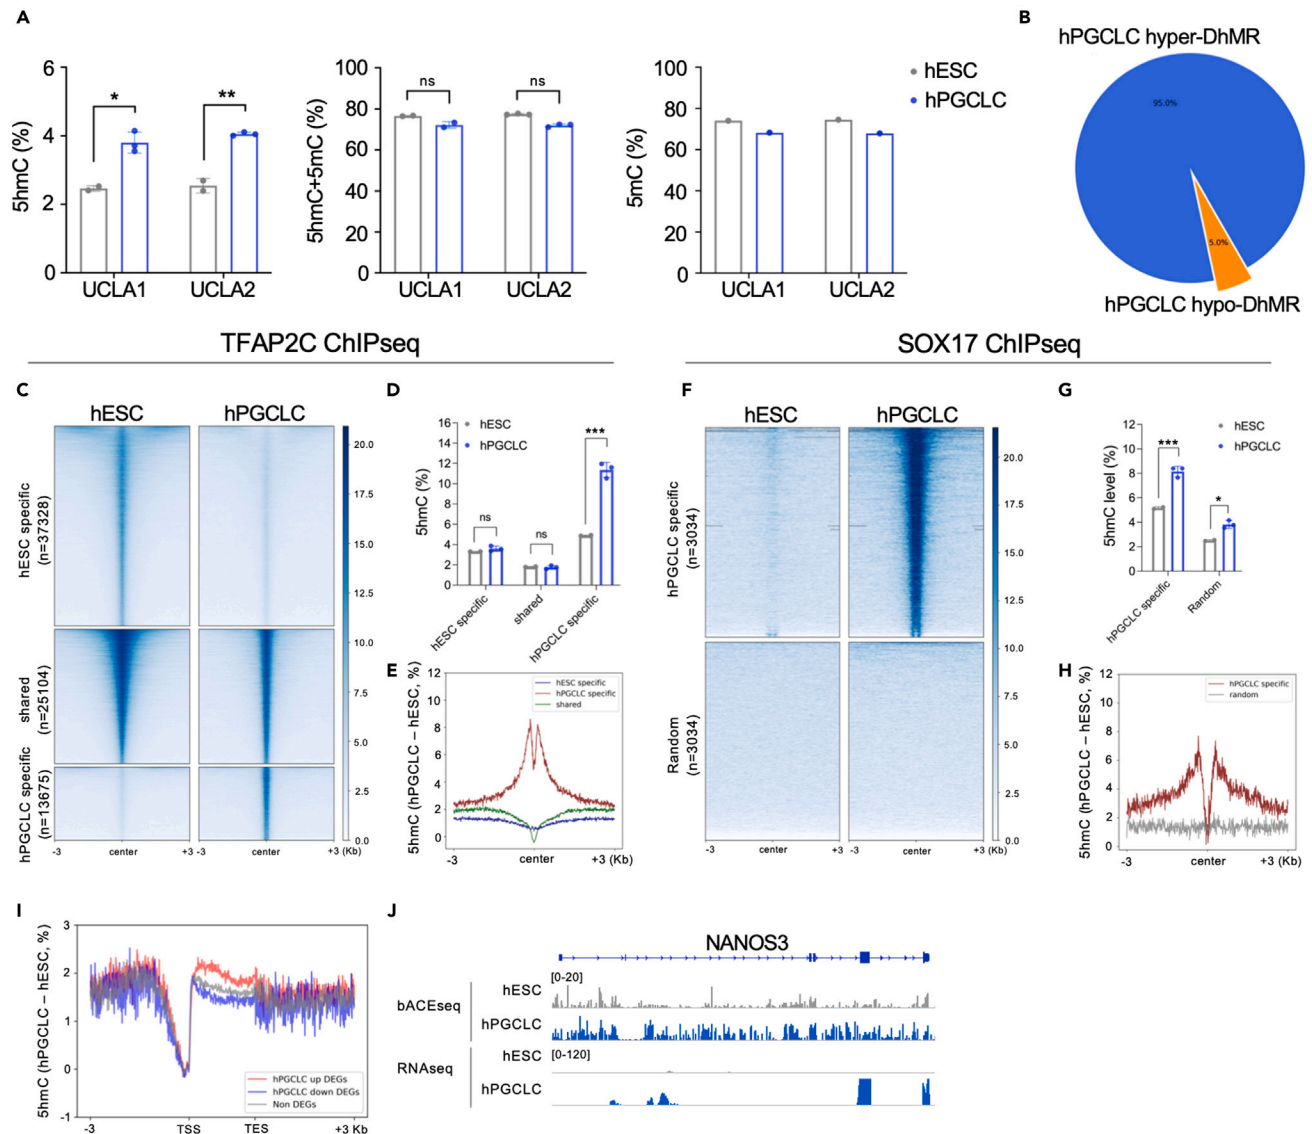 A
5hmC (%)
6
4
2
0
*
**
UCLA1 UCLA2
5hmC+5mC (%)
100
80
60
40
20
0
ns
ns
UCLA1 UCLA2
5mC (%)
100
80
60
40
20
0
UCLA1 UCLA2
hESC
hPGCLC
B
hPGCLC hyper-DhMR
95.0%
5.0%
hPGCLC hypo-DhMR
TFAP2C ChIPseq
SOX17 ChIPseq
C
hESC hPGCLC
hESC specific
(n=37328)
shared
(n=25104)
hPGCLC specific
(n=13675)
20.0
17.5
15.0
12.5
10.0
7.5
5.0
2.5
0.0
-3 center +3 -3 center +3 (Kb)
D
5hmC (%)
16
14
12
10
8
6
4
2
0
hESC
hPGCLC
ns
ns
***
hESC specific
shared
hPGCLC specific
E
5hmC (hPGCLC – hESC, %)
12
10
8
6
4
2
0
hESC specific
hPGCLC specific
shared
-3 center +3 (Kb)
F
hESC hPGCLC
hPGCLC specific
(n=3034)
Random
(n=3034)
20.0
17.5
15.0
12.5
10.0
7.5
5.0
2.5
0.0
-3 center +3 -3 center +3 (Kb)
G
5hmC level (%)
12
10
8
6
4
2
0
hESC
hPGCLC
***
*
hPGCLC specific
Random
H
5hmC (hPGCLC – hESC, %)
12
10
8
6
4
2
0
hPGCLC specific
random
-3 center +3 (Kb)
I
5hmC (hPGCLC – hESC, %)
3
2
1
0
-1
hPGCLC up DEGs
hPGCLC down DEGs
Non DEGs
-3 TSS TES +3 Kb
J
NANOS3
[0-20]
bACEseq
hESC
hPGCLC
RNAseq
hESC
[0-120]
hPGCLC